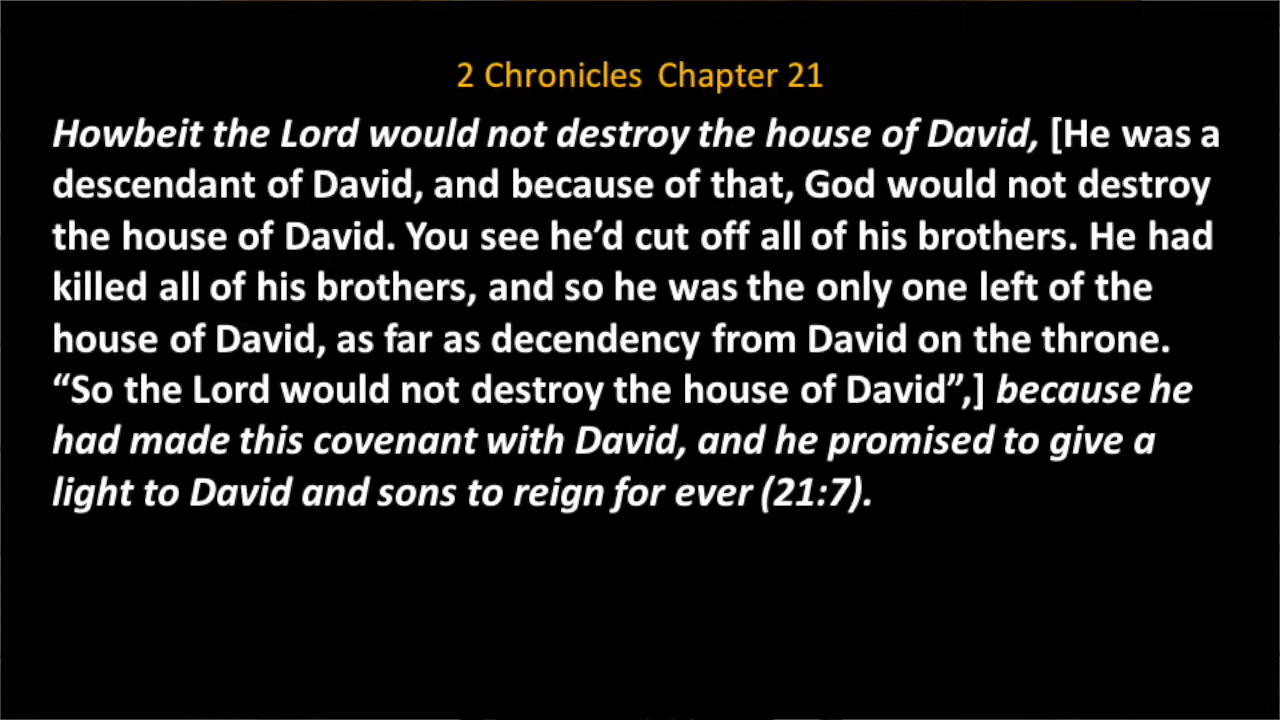 2 Chronicles  Chapter 21
Howbeit the Lord would not destroy the house of David, [He was a
descendant of David, and because of that, God would not destroy
the house of David. You see he’d cut off all of his brothers. He had
killed all of his brothers, and so he was the only one left of the
house of David, as far as decendency from David on the throne.
“So the Lord would not destroy the house of David”,] because he
had made this covenant with David, and he promised to give a
light to David and sons to reign for ever (21:7).